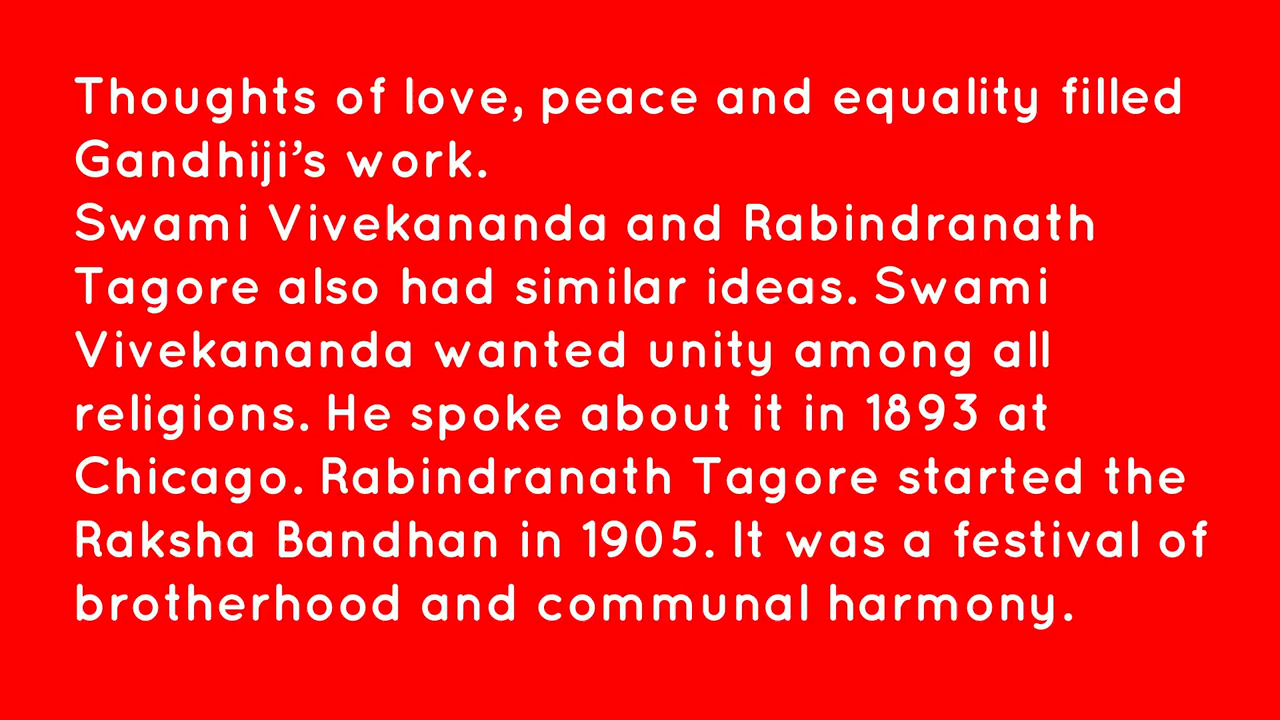 Thoughts of love, peace and equality filled
Gandhiji’s work.
Swami Vivekananda and Rabindranath
Tagore also had similar ideas. Swami
Vivekananda wanted unity among all
religions. He spoke about it in 1893 at
Chicago. Rabindranath Tagore started the
Raksha Bandhan in 1905. It was a festival of
brotherhood and communal harmony.